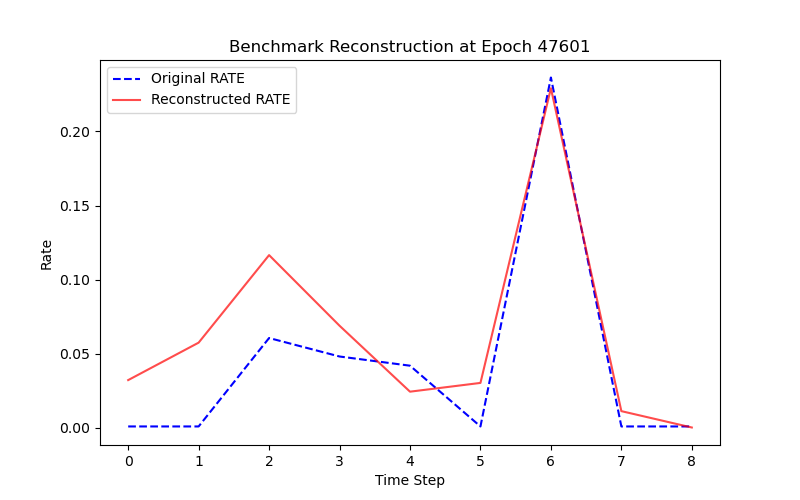 Benchmark Reconstruction at Epoch 47601
Original RATE
Reconstructed RATE
0.20
0.15
0.10
0.05
0.00
Rate
0 1 2 3 4 5 6 7 8
Time Step